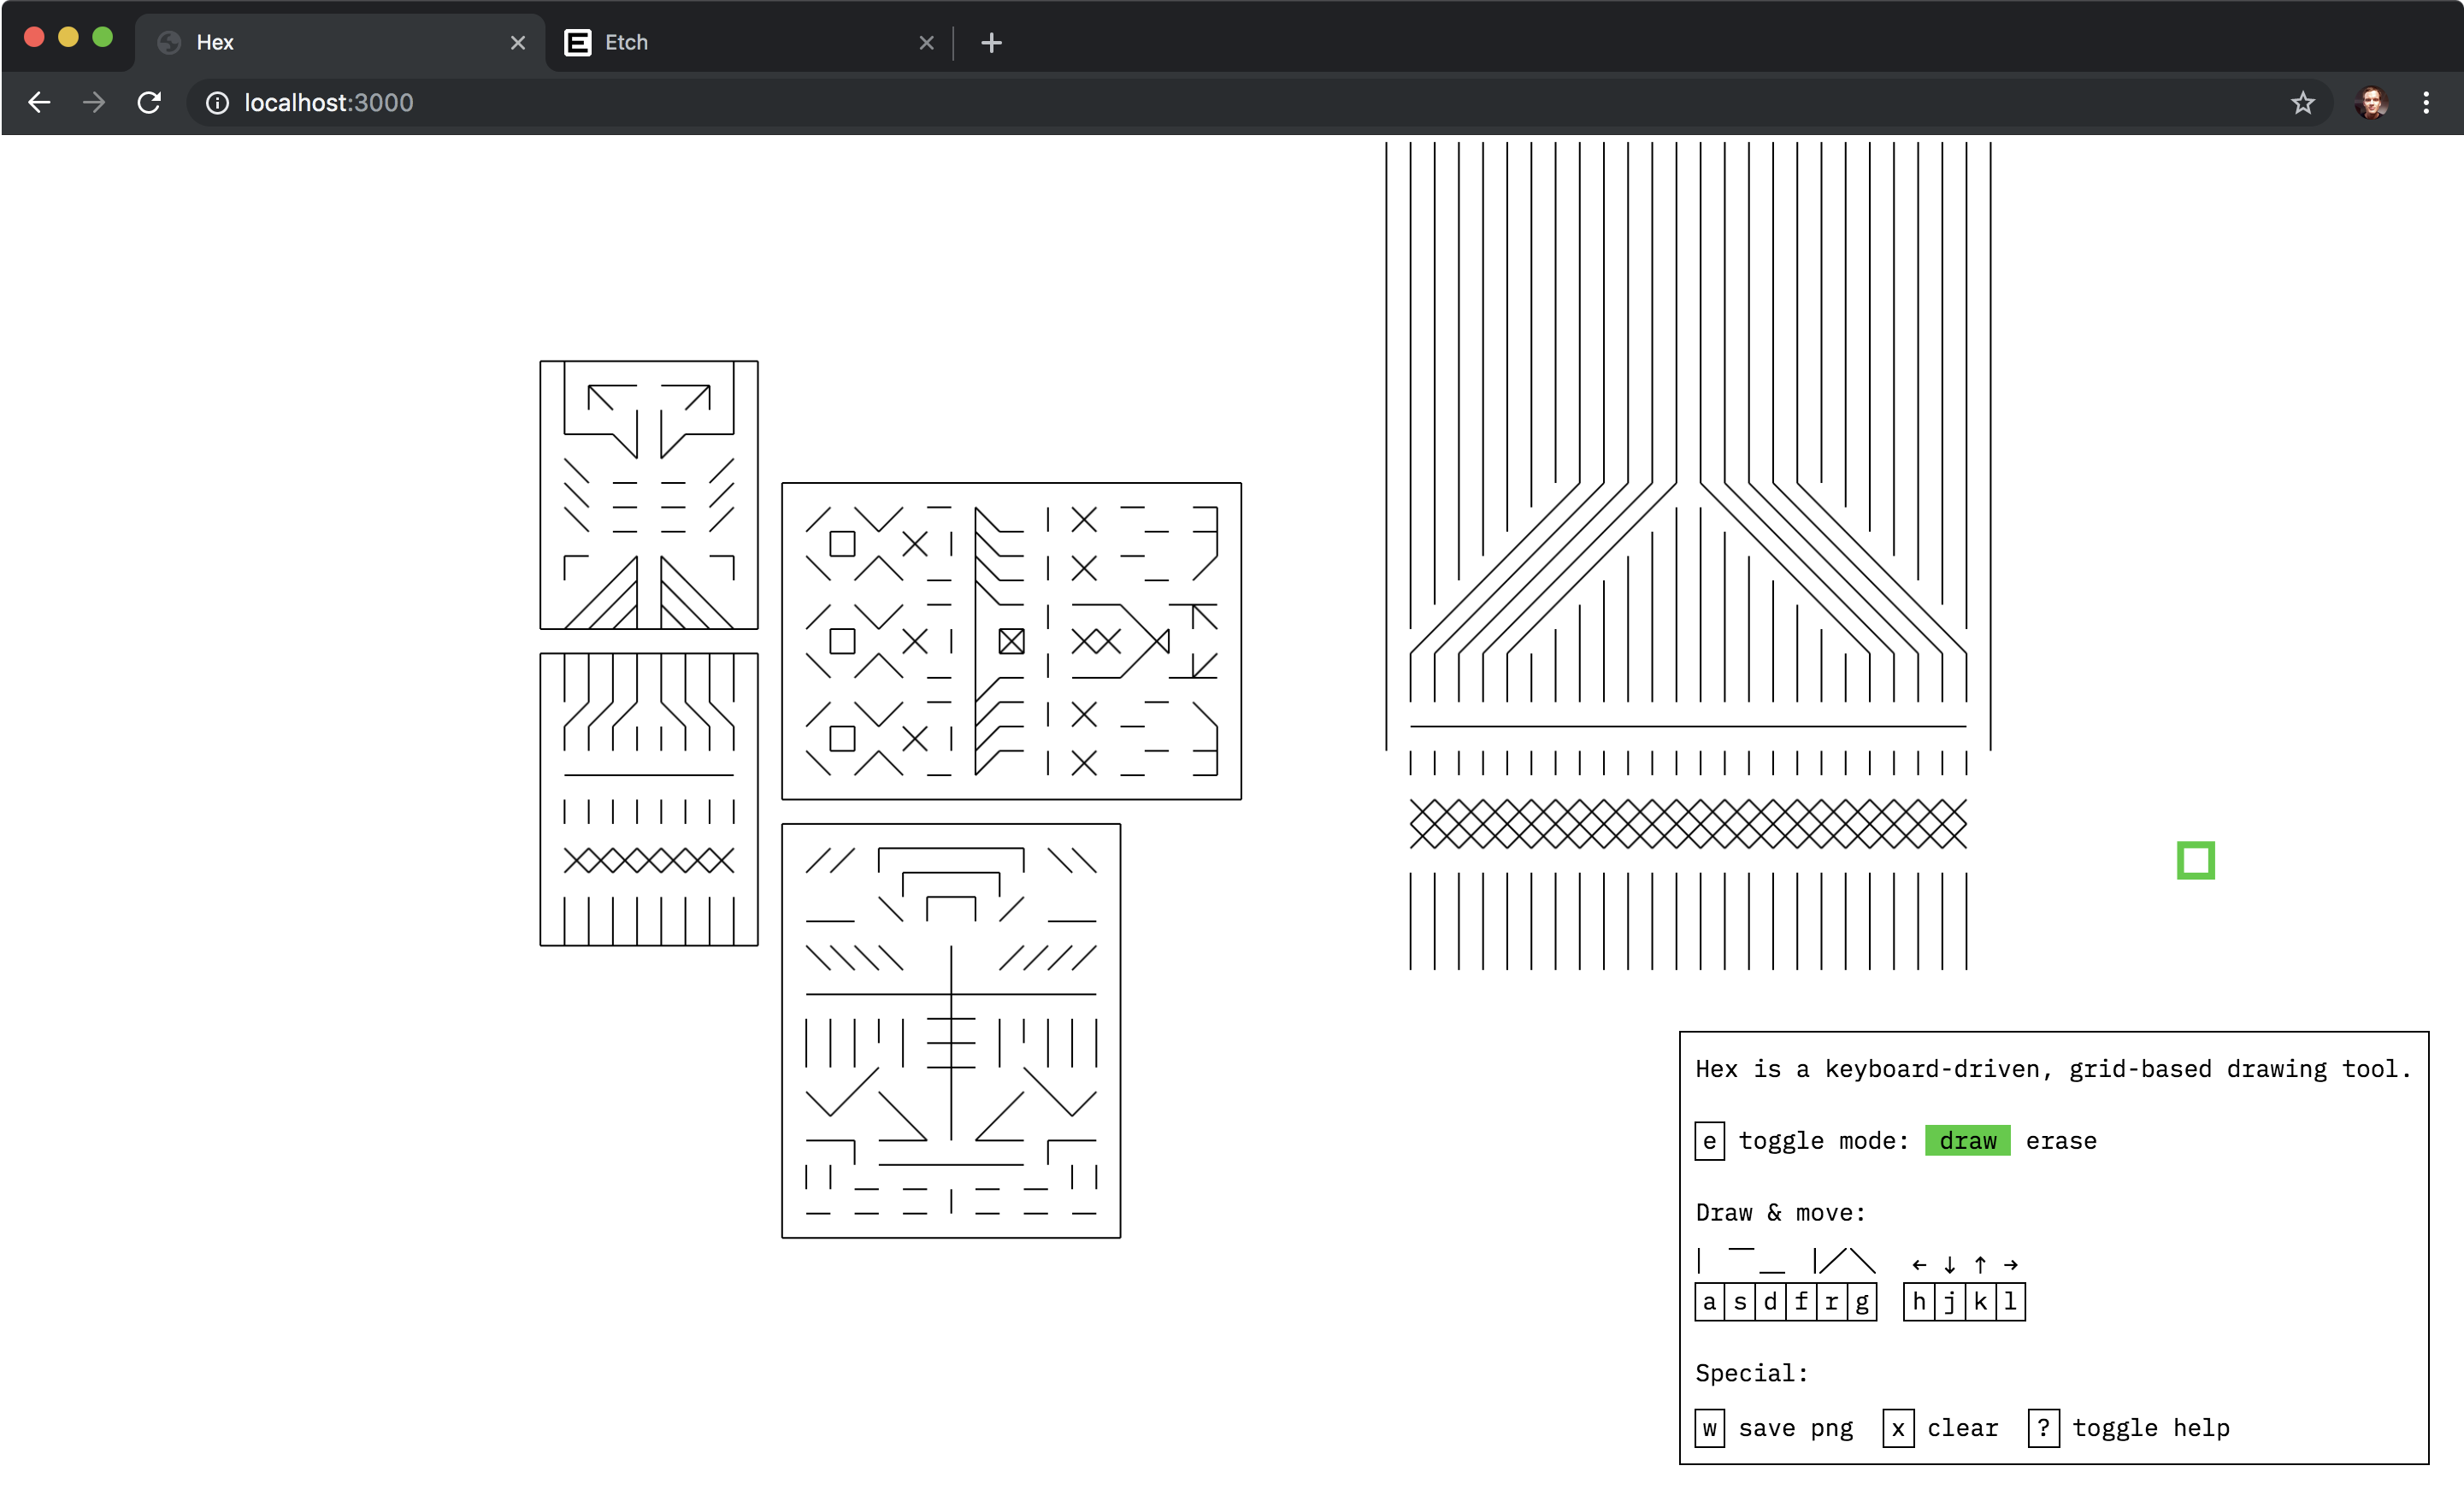 Hex
E Etch
localhost:3000
Hex is a keyboard-driven, grid-based drawing tool.
e toggle mode: draw erase
Draw & move:
← ↓ ↑ →
a s d f r g h j k l
Special:
w save png x clear ? toggle help